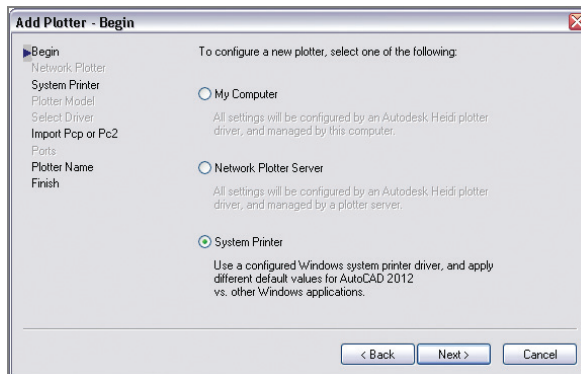 Add Plotter - Begin
Begin
Network Plotter
System Printer
Plotter Model
Select Driver
Import Pcp or Pc2
Ports
Plotter Name
Finish
To configure a new plotter, select one of the following:
My Computer
All settings will be configured by an Autodesk Heidi plotter
driver, and managed by this computer.
Network Plotter Server
All settings will be configured by an Autodesk Heidi plotter
driver, and managed by a plotter server.
System Printer
Use a configured Windows system printer driver, and apply
different default values for AutoCAD 2012
vs. other Windows applications.
< Back
Next >
Cancel